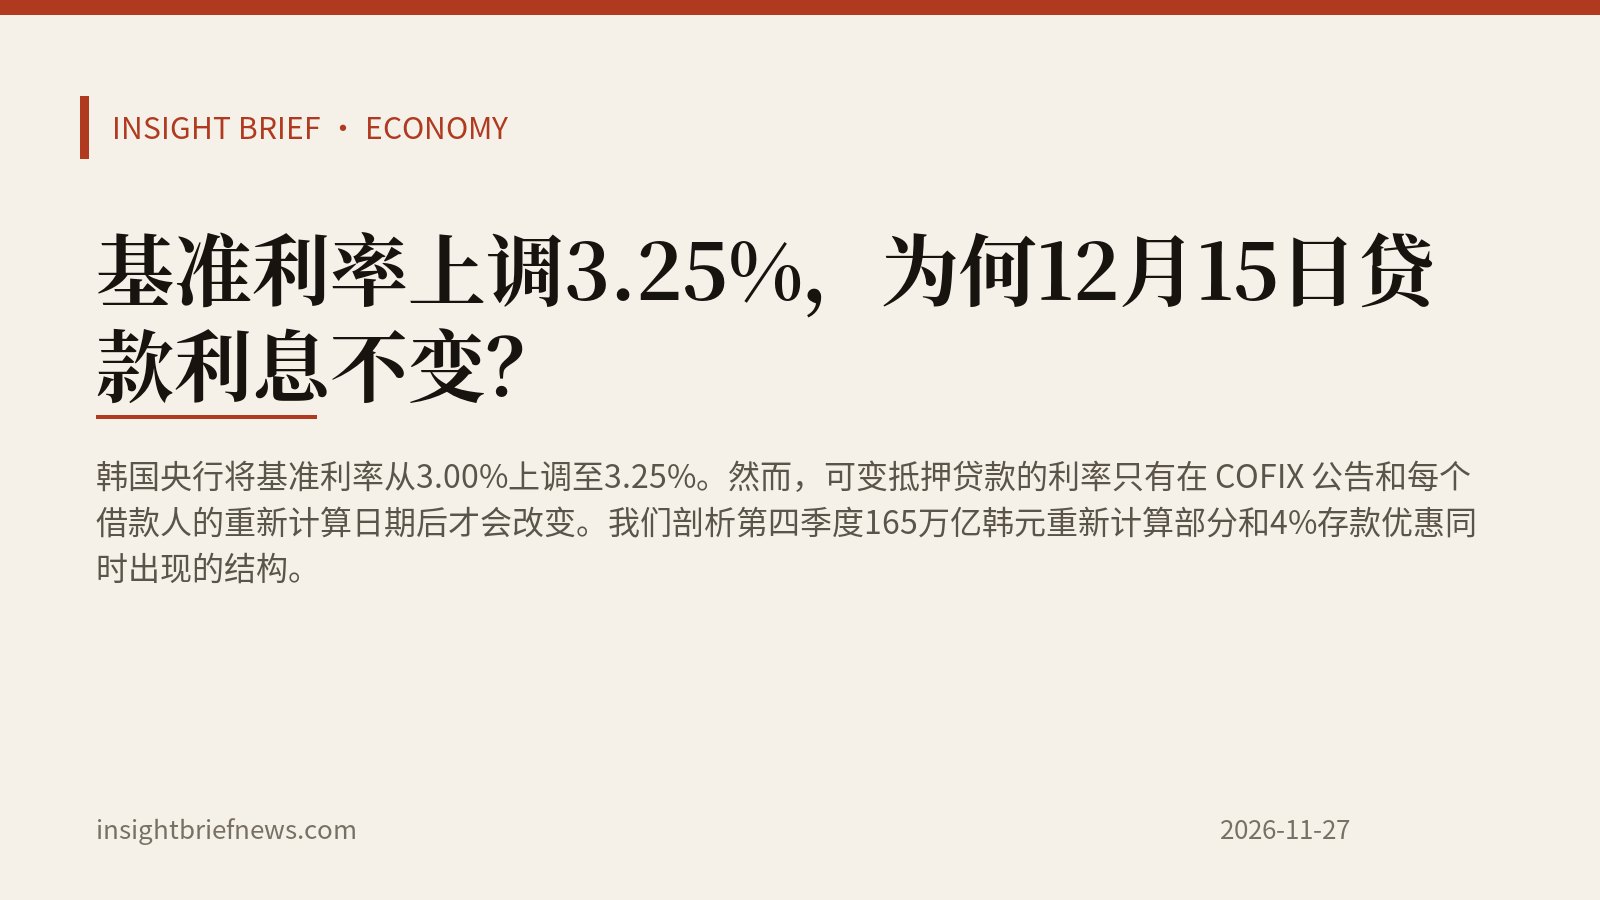 INSIGHT BRIEF · ECONOMY
基准利率上调3.25%，为何12月15日贷
款利息不变？
韩国央行将基准利率从3.00%上调至3.25%。然而，可变抵押贷款的利率只有在 COFIX 公告和每个
借款人的重新计算日期后才会改变。我们剖析第四季度165万亿韩元重新计算部分和4%存款优惠同
时出现的结构。
insightbriefnews.com
2026-11-27